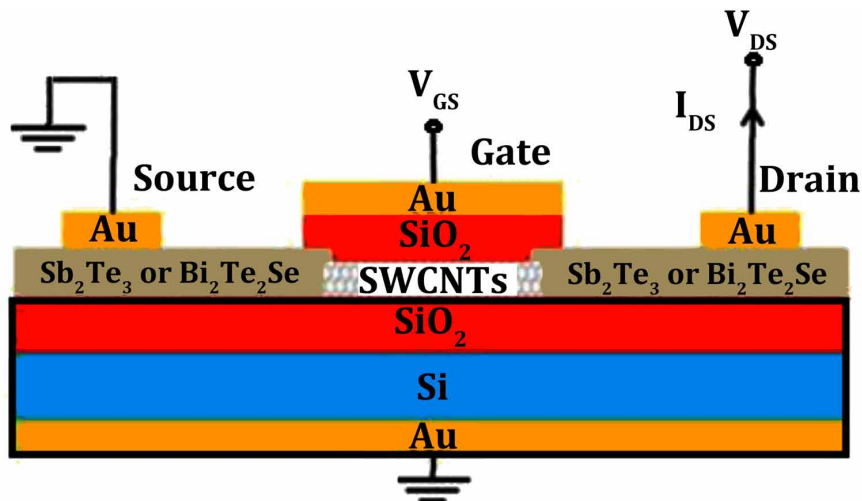 V_DS
V_GS
I_DS
Source
Gate
Drain
Au
Au
Au
SiO₂
Sb₂Te₃ or Bi₂Te₂Se
SWCNTs
Sb₂Te₃ or Bi₂Te₂Se
SiO₂
Si
Au